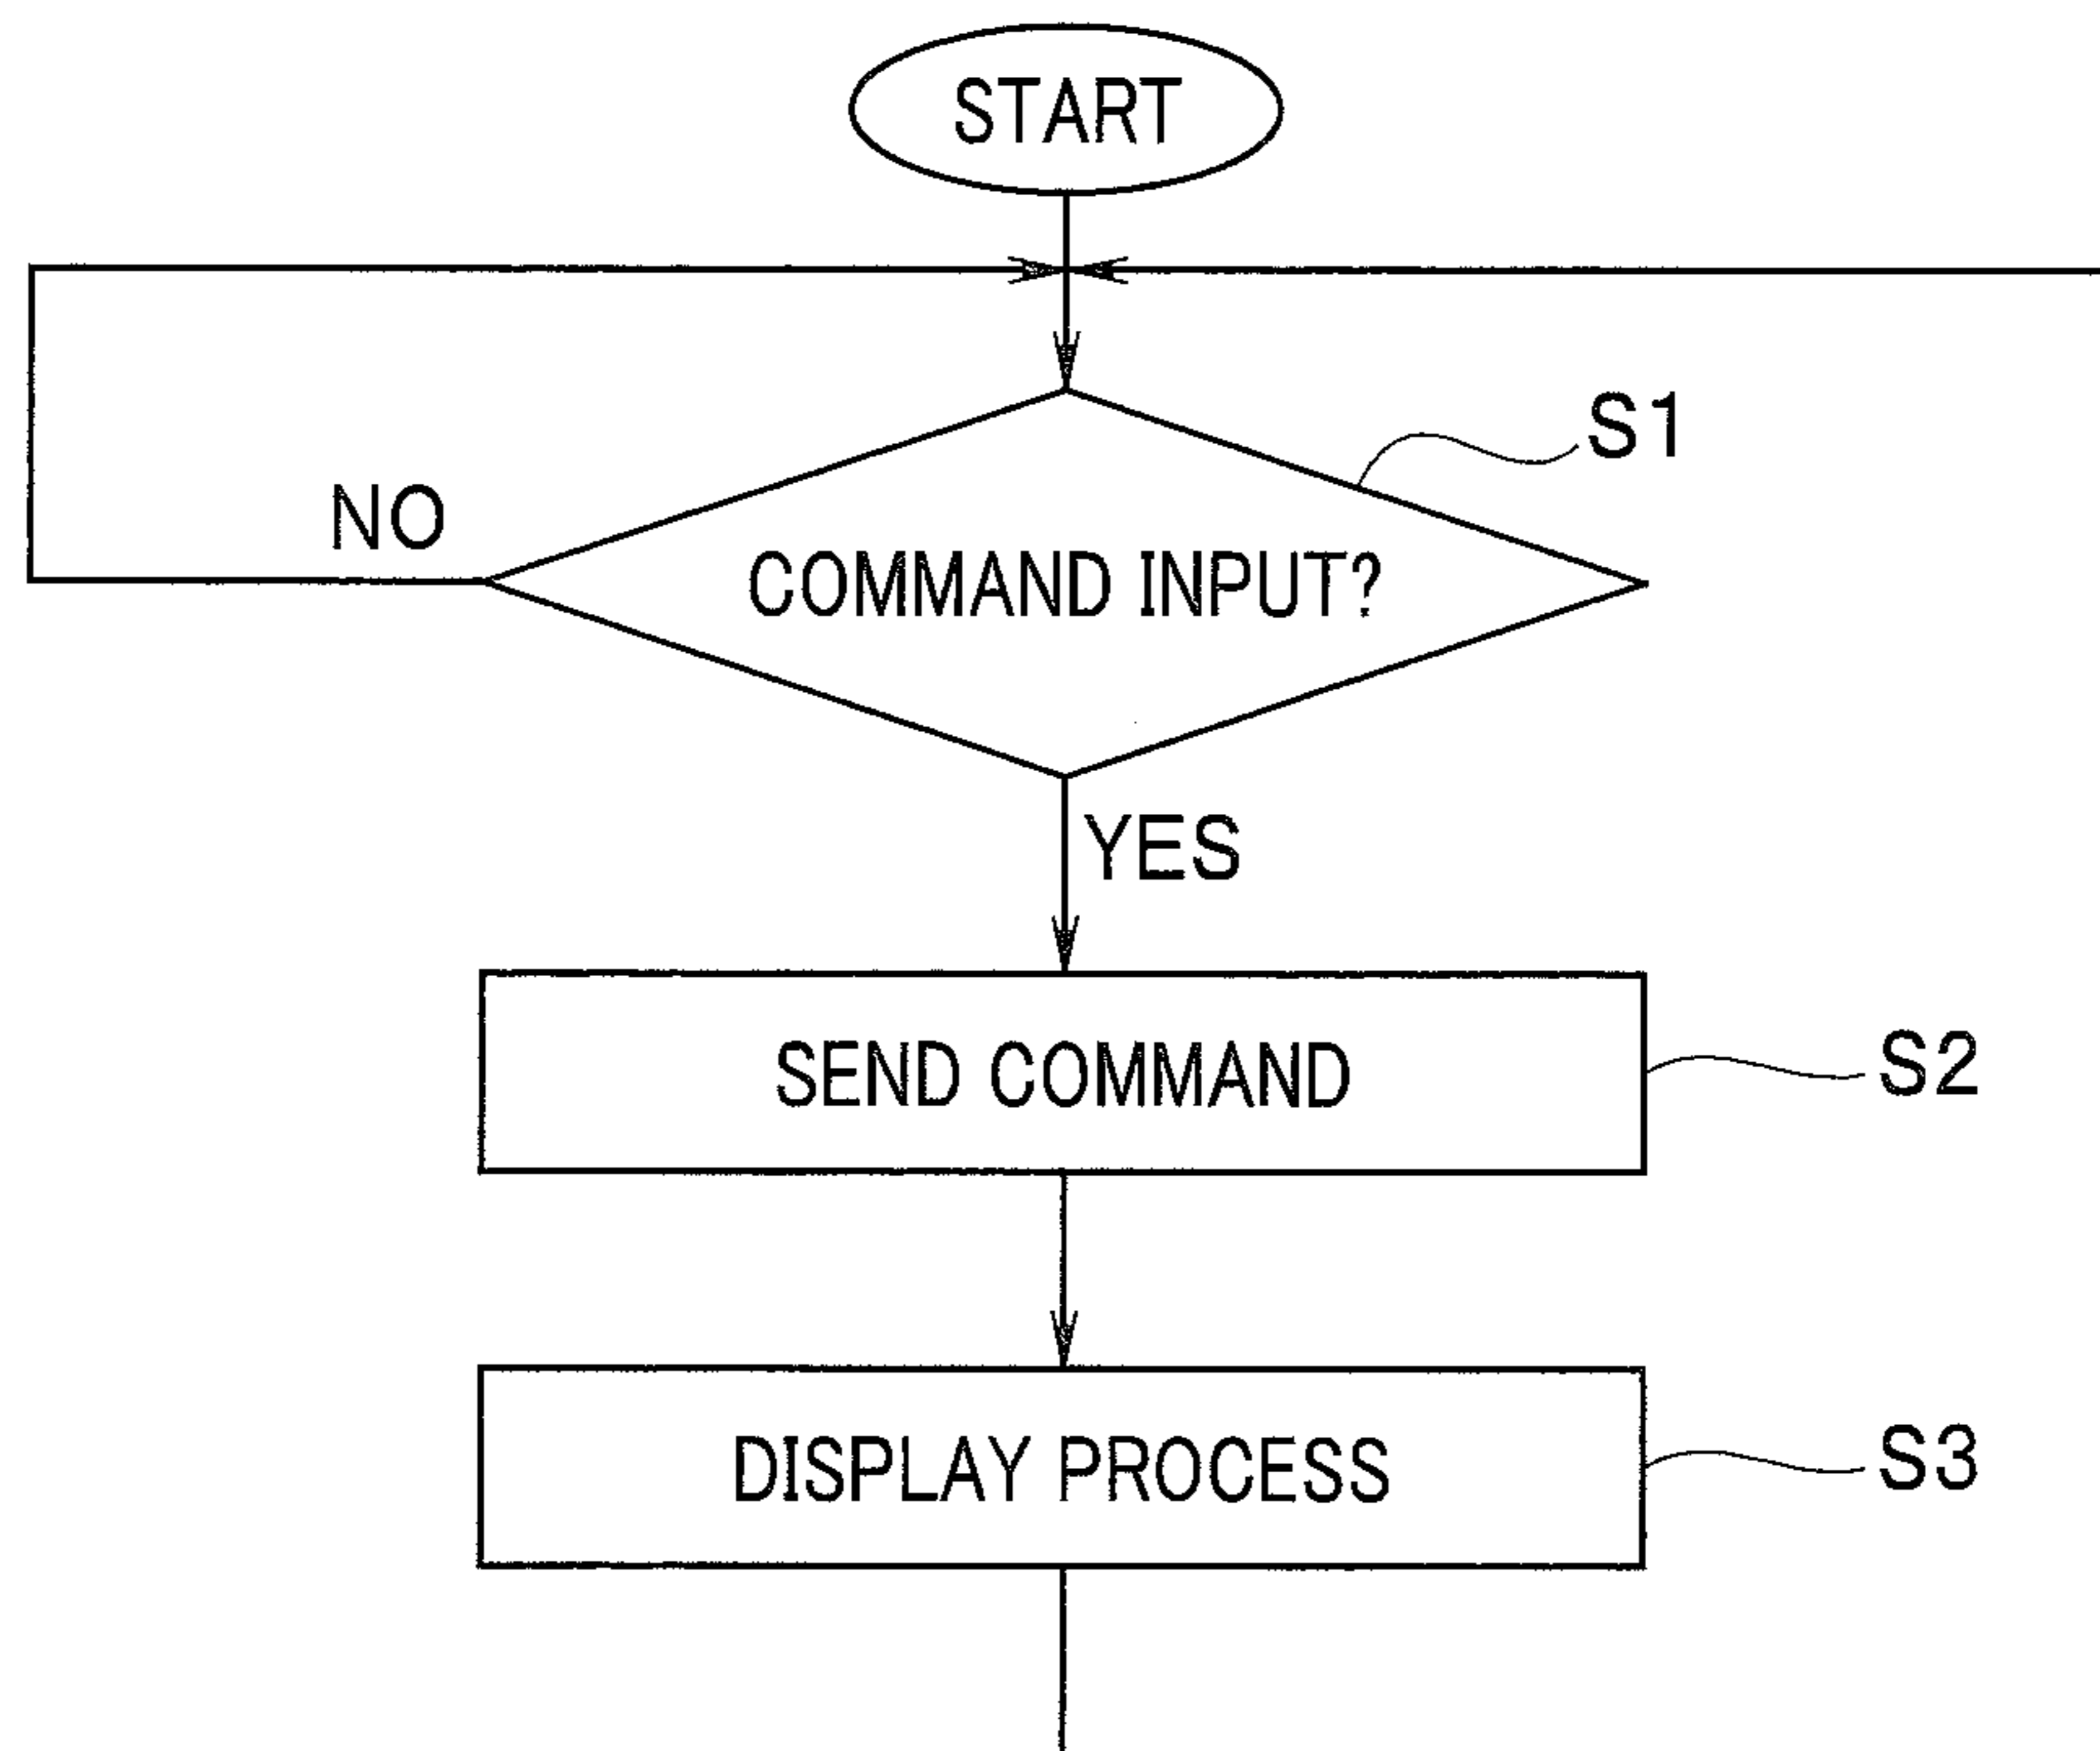 START
S1
NO
COMMAND INPUT?
YES
SEND COMMAND
S2
DISPLAY PROCESS
S3